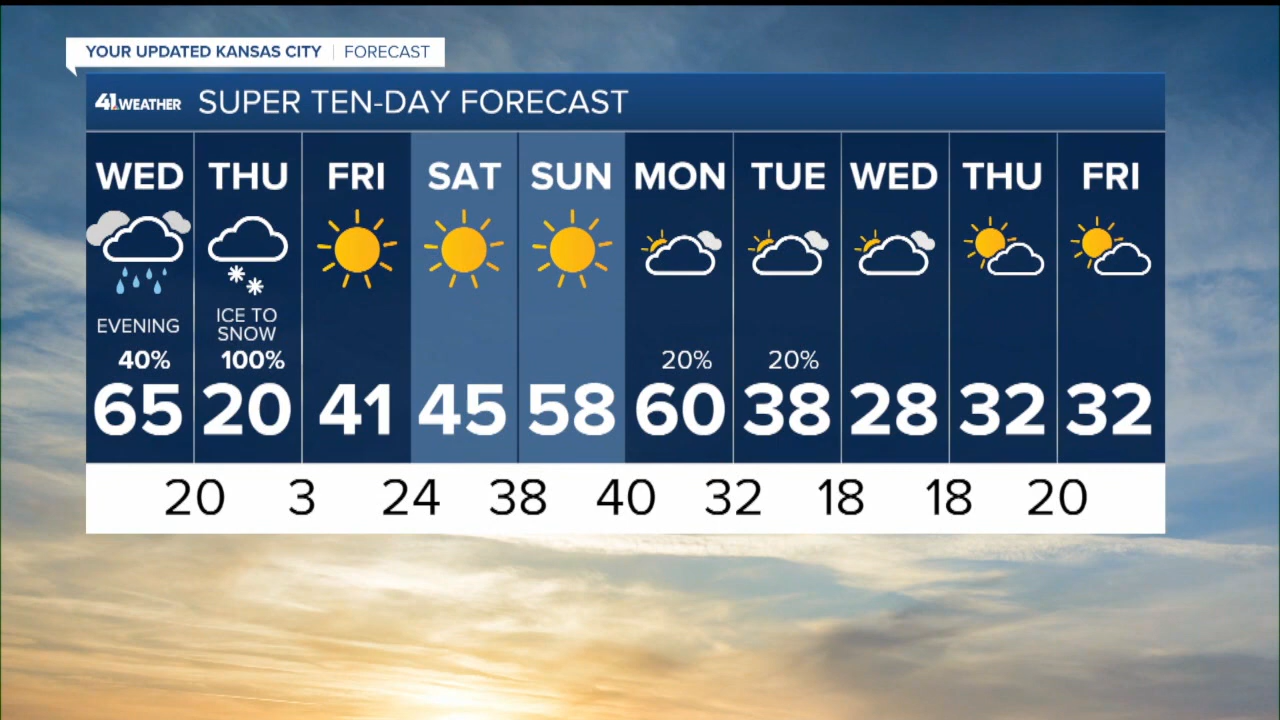 YOUR UPDATED KANSAS CITY | FORECAST
41 WEATHER SUPER TEN-DAY FORECAST
WED THU FRI SAT SUN MON TUE WED THU FRI
EVENING ICE TO SNOW
40% 100% 20% 20%
65 20 41 45 58 60 38 28 32 32
20 3 24 38 40 32 18 18 20